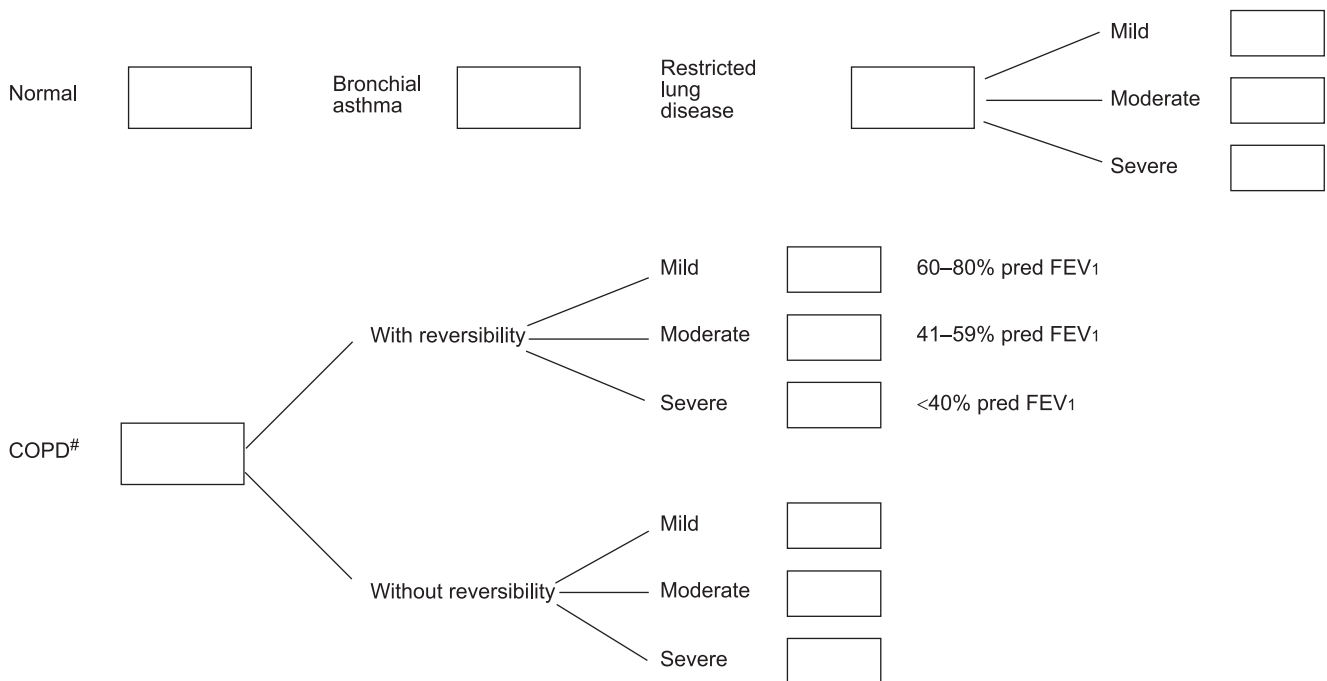 Normal
Bronchial
asthma
Restricted
lung
disease
Mild
Moderate
Severe
COPD#
With reversibility
Mild
60–80% pred FEV1
Moderate
41–59% pred FEV1
Severe
<40% pred FEV1
Without reversibility
Mild
Moderate
Severe